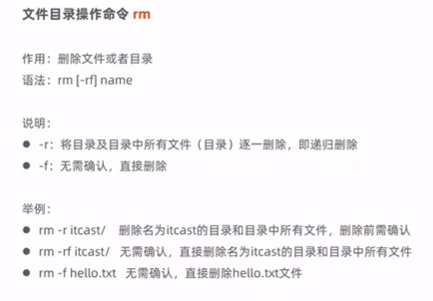 文件目录操作命令 rm
作用：删除文件或者目录
语法：rm [-rf] name
说明：
● -r：将目录及目录中所有文件（目录）逐一删除，即递归删除
● -f：无需确认，直接删除
举例：
● rm -r itcast/ 删除名为itcast的目录和目录中所有文件，删除前需确认
● rm -rf itcast/ 无需确认，直接删除名为itcast的目录和目录中所有文件
● rm -f hello.txt 无需确认，直接删除hello.txt文件